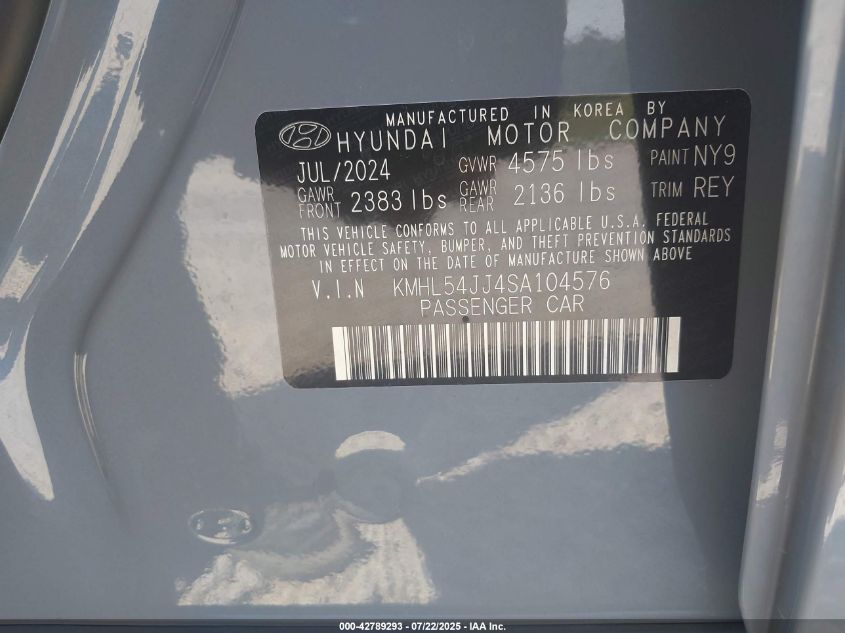 MANUFACTURED IN KOREA BY
HYUNDAI MOTOR COMPANY
JUL/2024 GVWR 4575 lbs PAINT NY9
GAWR FRONT 2383 lbs GAWR REAR 2136 lbs TRIM REY
THIS VEHICLE CONFORMS TO ALL APPLICABLE U.S.A. FEDERAL
MOTOR VEHICLE SAFETY, BUMPER, AND THEFT PREVENTION STANDARDS
IN EFFECT ON THE DATE OF MANUFACTURE SHOWN ABOVE
V.I.N KMHL54JJ4SA104576
PASSENGER CAR
000-42789293 - 07/22/2025 - IAA Inc.